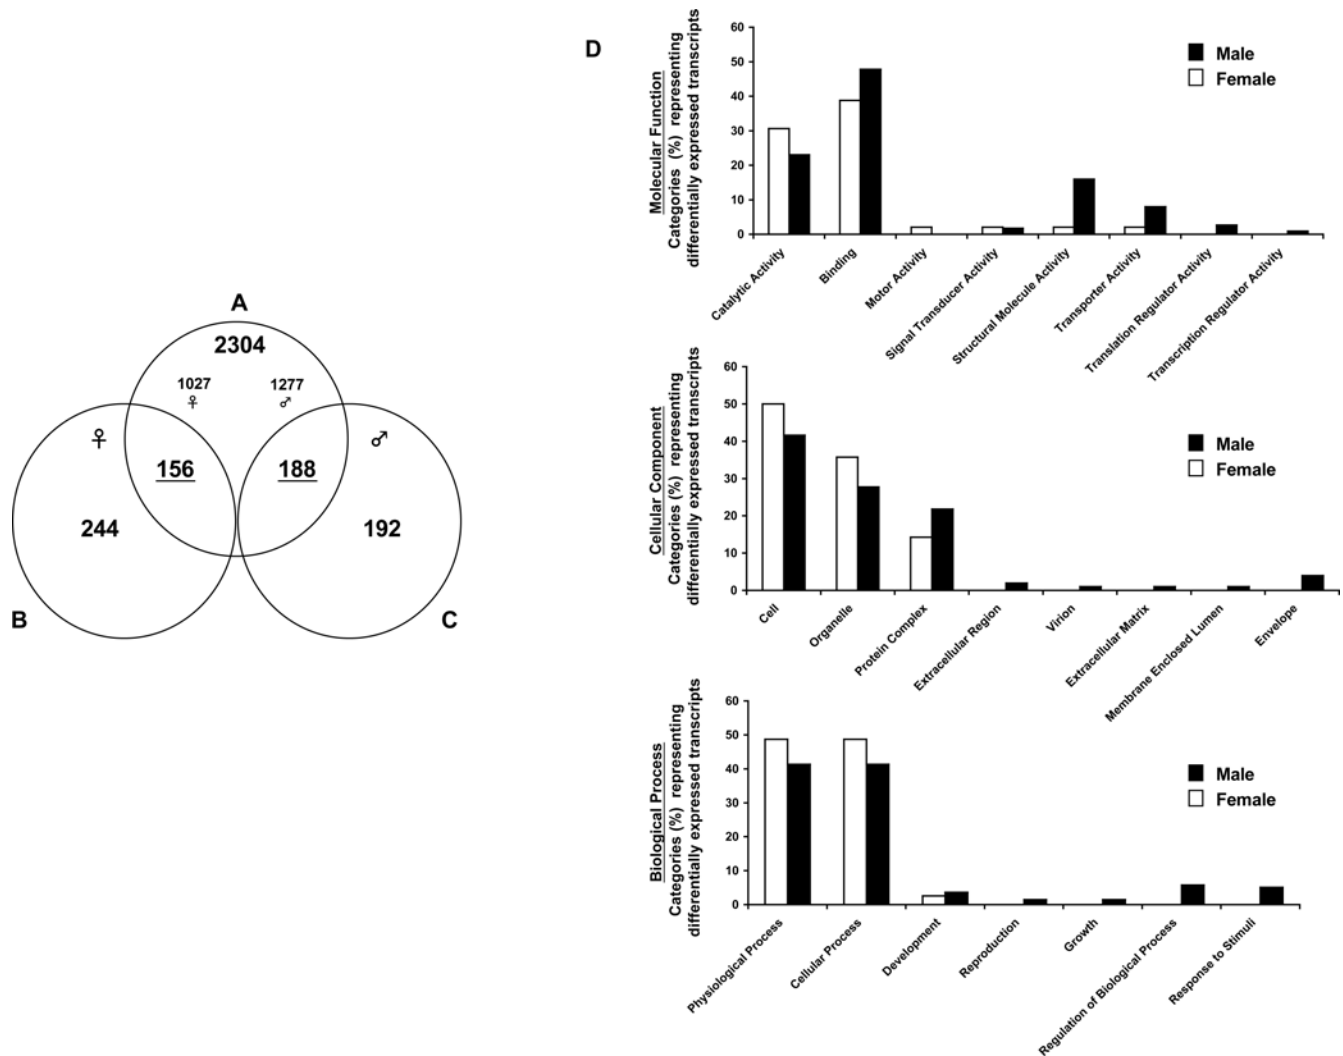 A
2304
1027
♀
1277
♂
♀
♂
156
188
244
192
B
C
D
Molecular Function
Categories (%) representing
differentially expressed transcripts
60
50
40
30
20
10
0
Male
Female
Catalytic Activity
Binding
Motor Activity
Signal Transducer Activity
Structural Molecule Activity
Transporter Activity
Translation Regulator Activity
Transcription Regulator Activity
Cellular Component
Categories (%) representing
differentially expressed transcripts
60
50
40
30
20
10
0
Male
Female
Cell
Organelle
Protein Complex
Extracellular Region
Virion
Extracellular Matrix
Membrane Enclosed Lumen
Envelope
Biological Process
Categories (%) representing
differentially expressed transcripts
60
50
40
30
20
10
0
Male
Female
Physiological Process
Cellular Process
Development
Reproduction
Growth
Regulation of Biological Process
Response to Stimuli